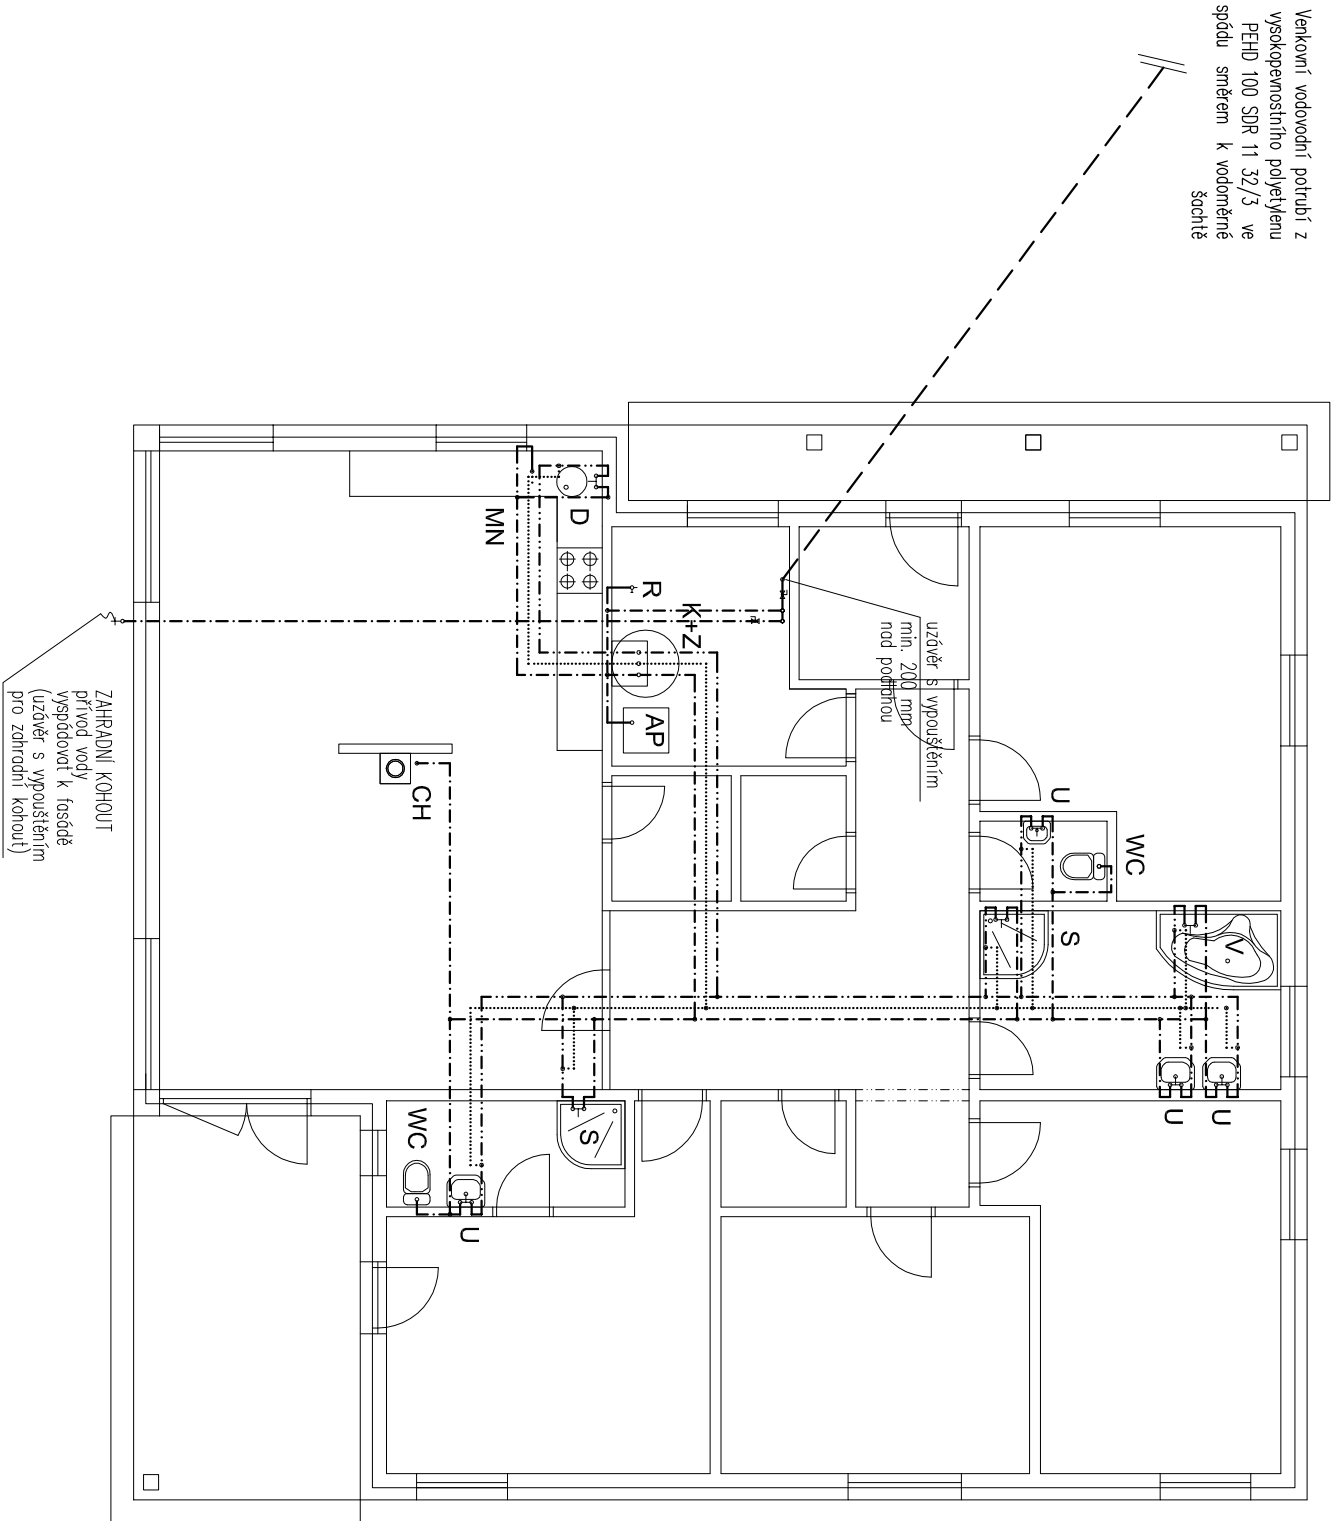 Venkovní vodovodní potrubí z
vysokopevnostního polyetylenu
PEHD 100 SDR 11 32/3 ve
spádu směrem k vodoměrné
šachtě
uzávěr s vypouštěním
min. 200 mm
nad podlahou
ZAHRADNÍ KOHOUT
přívod vody
vyspádovat k fasádě
(uzávěr s vypouštěním
pro zahradní kohout)
D
MN
R
K+Z
AP
CH
U
WC
S
V
U
U
S
WC
U